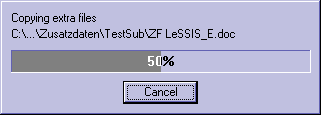 Copying extra files
C:\...\Zusatzdaten\TestSub\ZF LeSSIS_E.doc
50%
Cancel